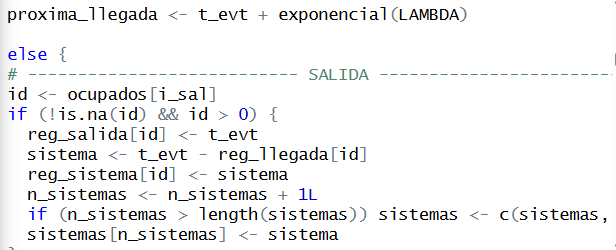 proxima_llegada <- t_evt + exponencial(LAMBDA)
else {
# --------------------------- SALIDA ------------------------
id <- ocupados[i_sal]
if (!is.na(id) && id > 0) {
reg_salida[id] <- t_evt
sistema <- t_evt - reg_llegada[id]
reg_sistema[id] <- sistema
n_sistemas <- n_sistemas + 1L
if (n_sistemas > length(sistemas)) sistemas <- c(sistemas,
sistemas[n_sistemas] <- sistema